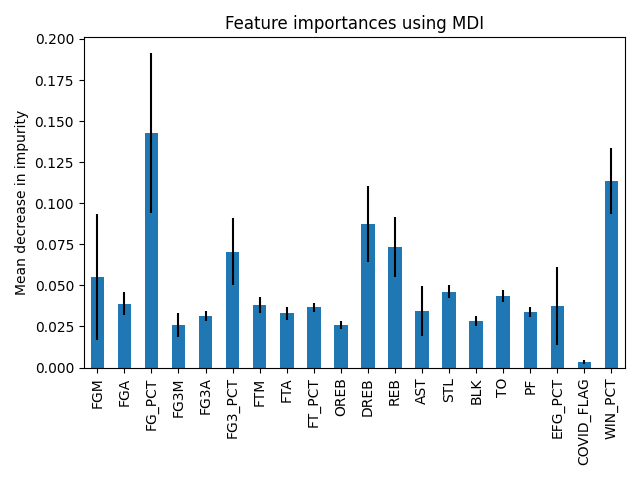 Feature importances using MDI
Mean decrease in impurity
0.200
0.175
0.150
0.125
0.100
0.075
0.050
0.025
0.000
FGM
FGA
FG_PCT
FG3M
FG3A
FG3_PCT
FTM
FTA
FT_PCT
OREB
DREB
REB
AST
STL
BLK
TO
PF
EFG_PCT
COVID_FLAG
WIN_PCT